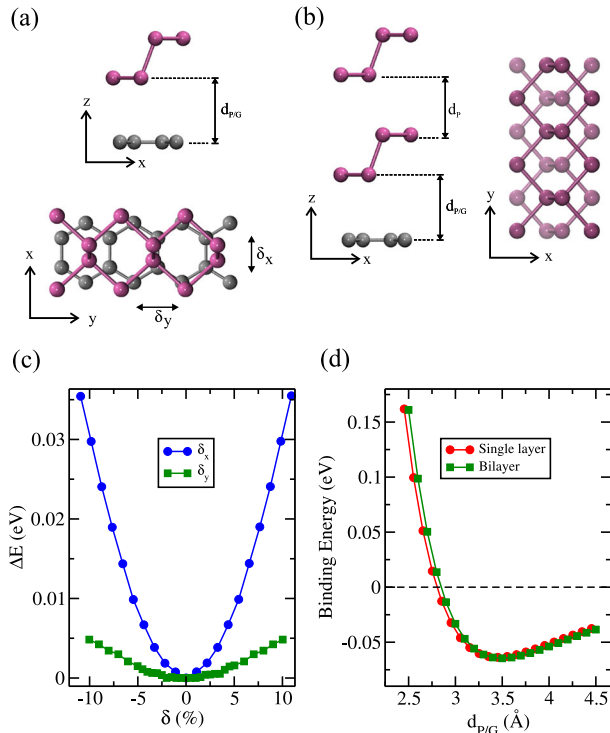 (a)
z
x
d_P/G
x
y
δ_x
δ_y
(b)
z
x
d_P
d_P/G
y
x
(c)
ΔE (eV)
0.03
0.02
0.01
0
-10
-5
0
5
10
δ (%)
δ_x
δ_y
(d)
Binding Energy (eV)
0.15
0.1
0.05
0
-0.05
2.5
3
3.5
4
4.5
d_P/G (Å)
Single layer
Bilayer